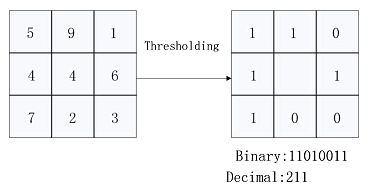 5 9 1
4 4 6
7 2 3
Thresholding
1 1 0
1 1
1 0 0
Binary:11010011
Decimal:211